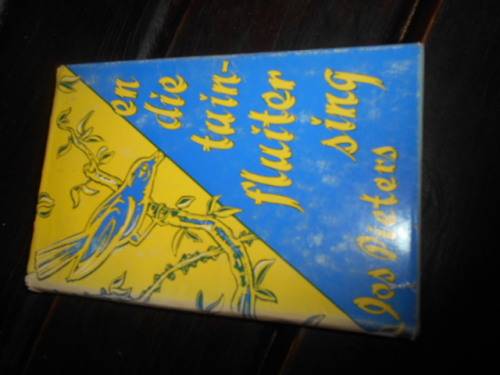 en
die
tuin-
fluiter
sing
Jos Pieters